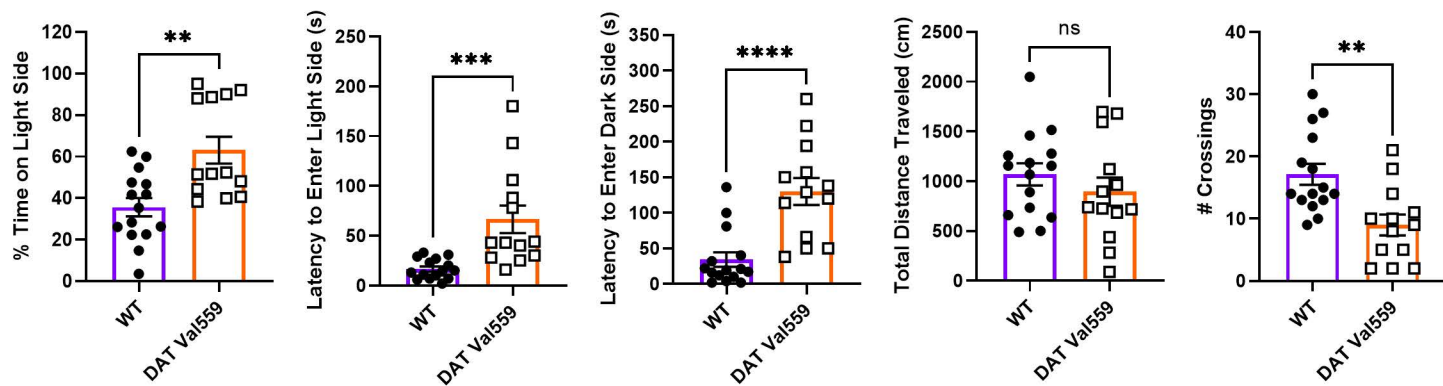 % Time on Light Side
120
100
80
60
40
20
0
**
WT
DAT Val559
Latency to Enter Light Side (s)
250
200
150
100
50
0
***
WT
DAT Val559
Latency to Enter Dark Side (s)
350
300
250
200
150
100
50
0
****
WT
DAT Val559
Total Distance Traveled (cm)
2500
2000
1500
1000
500
0
ns
WT
DAT Val559
# Crossings
40
30
20
10
0
**
WT
DAT Val559